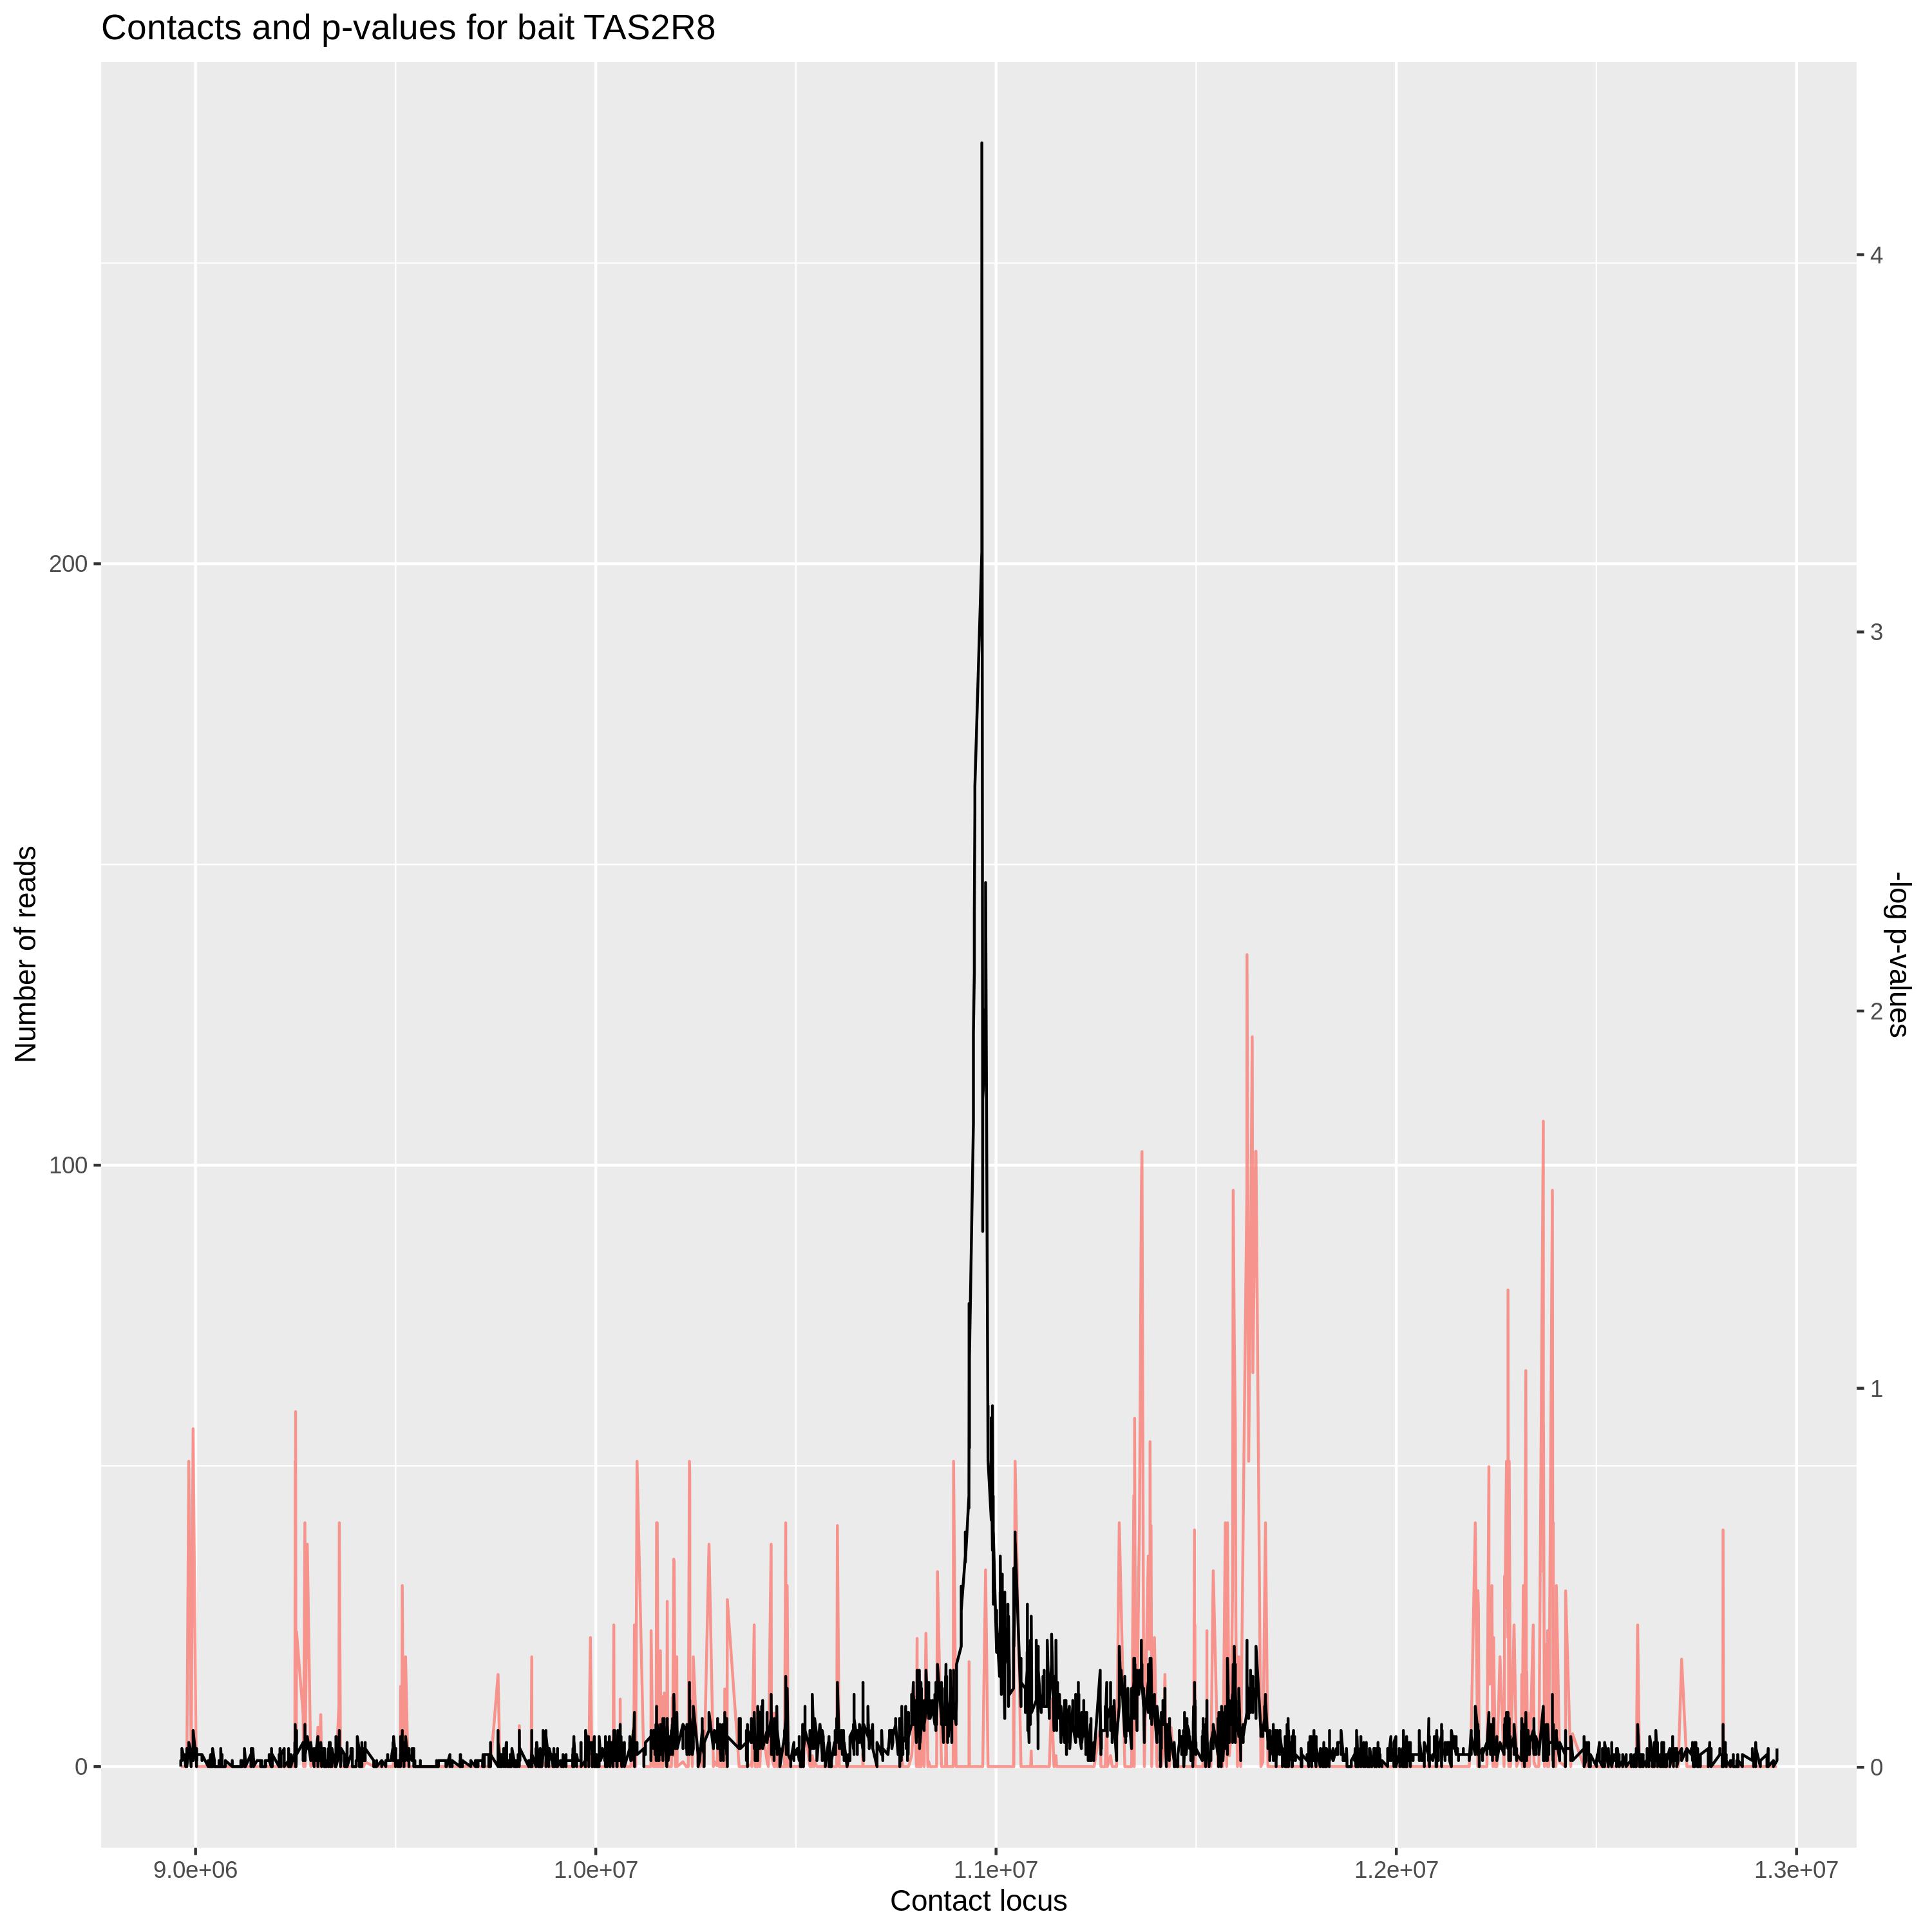 Contacts and p-values for bait TAS2R8
Number of reads
200
100
0
4
3
2
1
0
-log p-values
9.0e+06
1.0e+07
1.1e+07
1.2e+07
1.3e+07
Contact locus